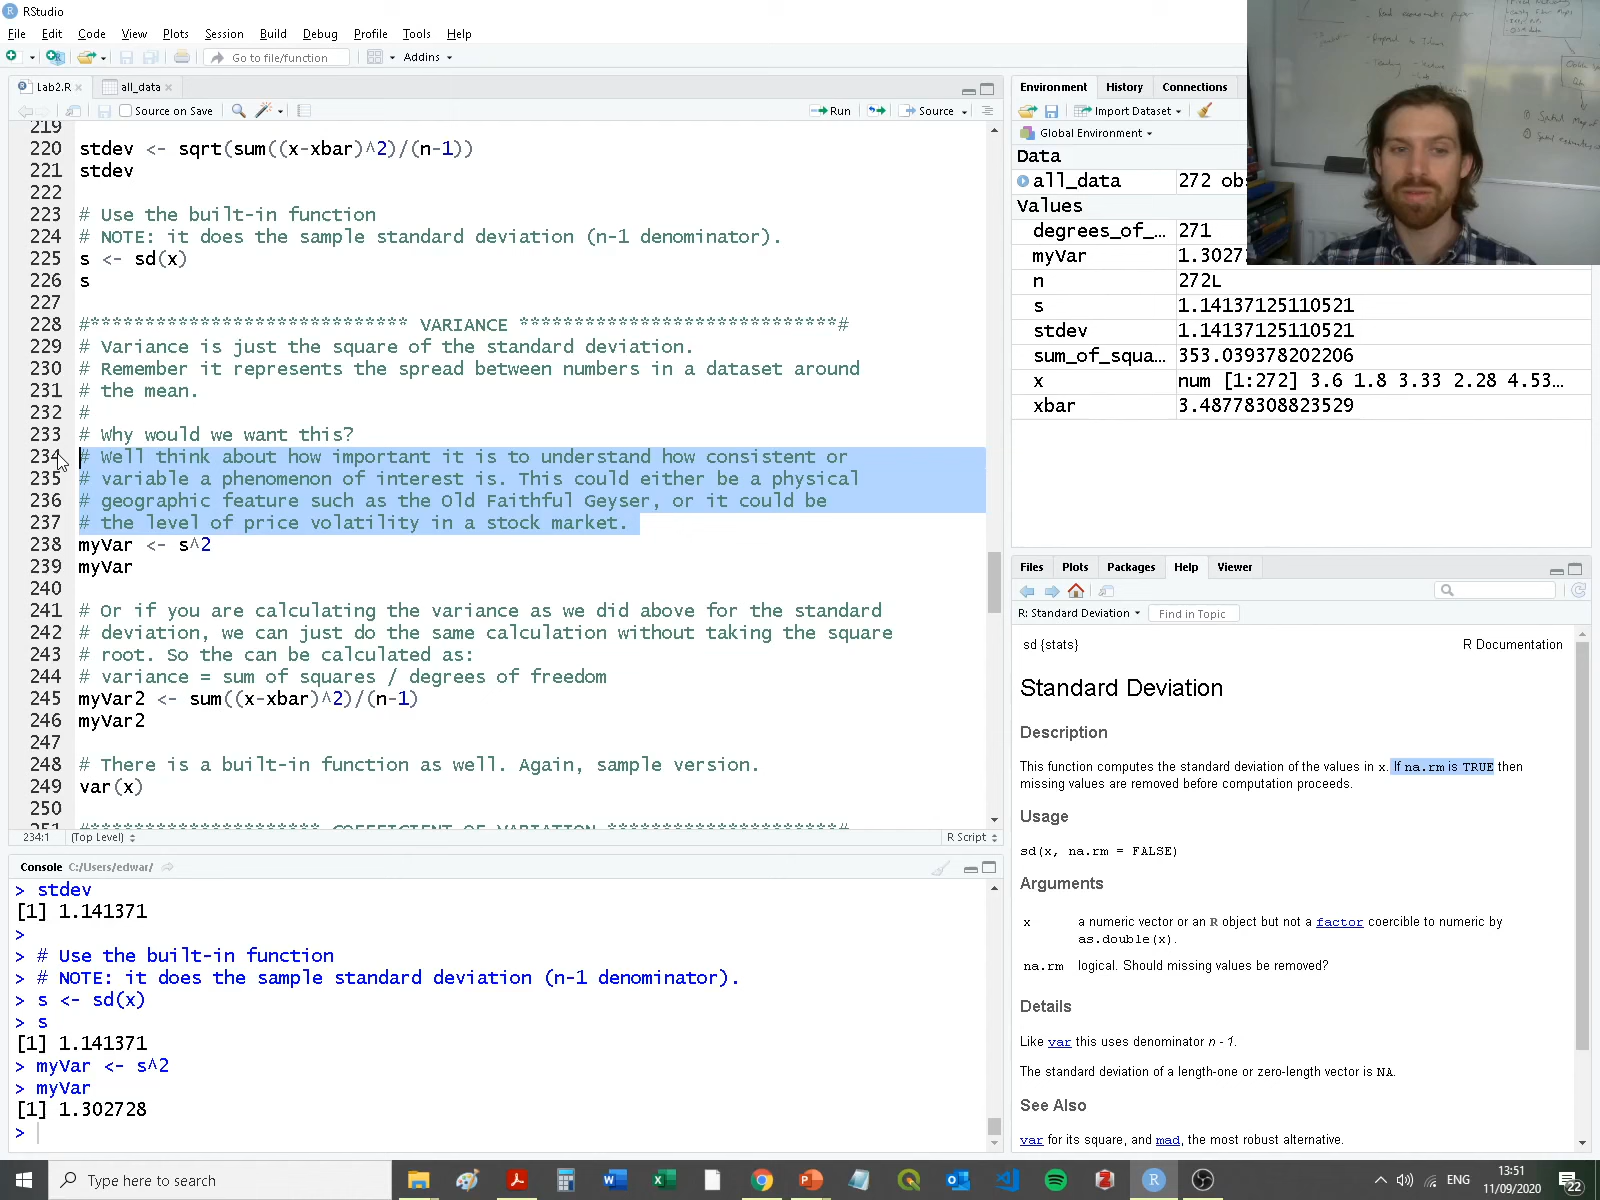 RStudio
File Edit Code View Plots Session Build Debug Profile Tools Help
Go to file/function Addins
Lab2.R all_data
Source on Save Run Source
219
220 stdev <- sqrt(sum((x-xbar)^2)/(n-1))
221 stdev
222
223 # Use the built-in function
224 # NOTE: it does the sample standard deviation (n-1 denominator).
225 s <- sd(x)
226 s
227
228 #***************************** VARIANCE *****************************#
229 # Variance is just the square of the standard deviation.
230 # Remember it represents the spread between numbers in a dataset around
231 # the mean.
232 #
233 # Why would we want this?
234 # Well think about how important it is to understand how consistent or
235 # variable a phenomenon of interest is. This could either be a physical
236 # geographic feature such as the Old Faithful Geyser, or it could be
237 # the level of price volatility in a stock market.
238 myVar <- s^2
239 myVar
240
241 # Or if you are calculating the variance as we did above for the standard
242 # deviation, we can just do the same calculation without taking the square
243 # root. So the can be calculated as:
244 # variance = sum of squares / degrees of freedom
245 myVar2 <- sum((x-xbar)^2)/(n-1)
246 myVar2
247
248 # There is a built-in function as well. Again, sample version.
249 var(x)
250
251 #********************* COEFFICIENT OF VARIATION **********************#
234:1 (Top Level) R Script
Console C:/Users/edwar/
> stdev
[1] 1.141371
>
> # Use the built-in function
> # NOTE: it does the sample standard deviation (n-1 denominator).
> s <- sd(x)
> s
[1] 1.141371
> myVar <- s^2
> myVar
[1] 1.302728
>
Environment History Connections
Import Dataset
Global Environment
Data
all_data 272 obs
Values
degrees_of_… 271
myVar 1.3027
n 272L
s 1.14137125110521
stdev 1.14137125110521
sum_of_squa… 353.039378202206
x num [1:272] 3.6 1.8 3.33 2.28 4.53…
xbar 3.48778308823529
Files Plots Packages Help Viewer
R: Standard Deviation Find in Topic
sd {stats} R Documentation
Standard Deviation
Description
This function computes the standard deviation of the values in x. If na.rm is TRUE then
missing values are removed before computation proceeds.
Usage
sd(x, na.rm = FALSE)
Arguments
x a numeric vector or an R object but not a factor coercible to numeric by
as.double(x).
na.rm logical. Should missing values be removed?
Details
Like var this uses denominator n - 1.
The standard deviation of a length-one or zero-length vector is NA.
See Also
var for its square, and mad, the most robust alternative.
Type here to search
ENG
13:51
11/09/2020
22